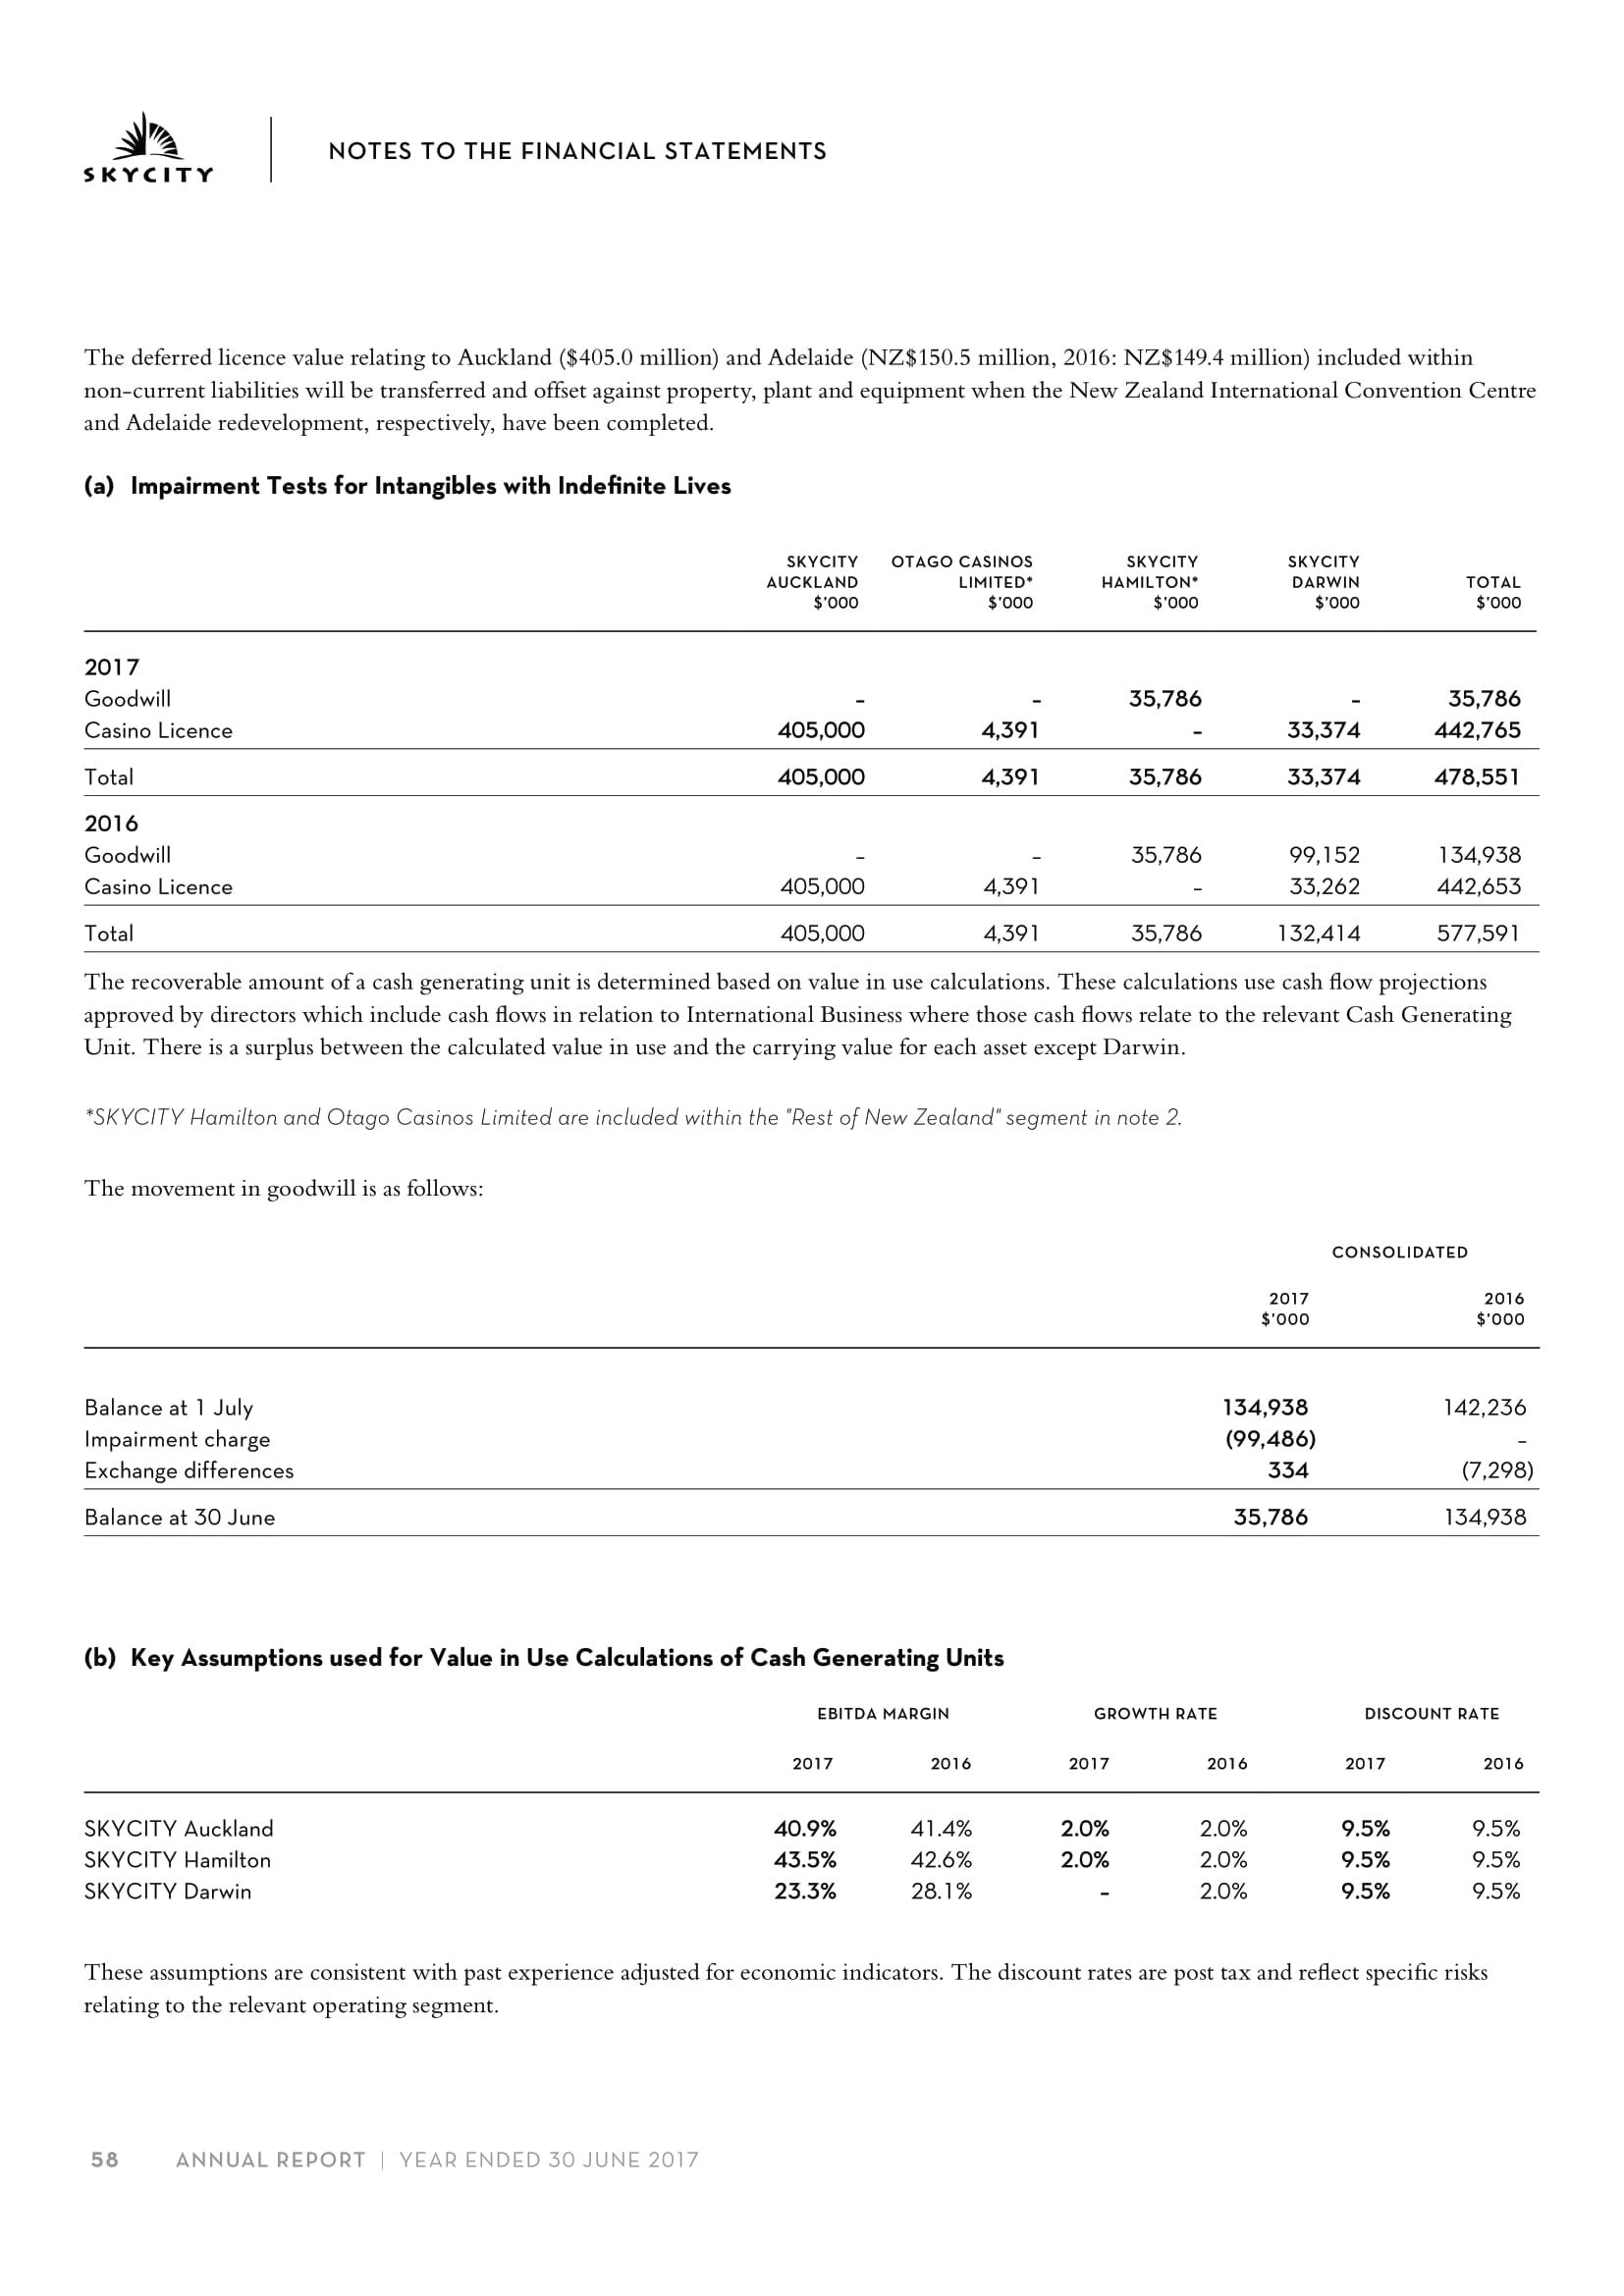 SKYCITY
NOTES TO THE FINANCIAL STATEMENTS
The deferred licence value relating to Auckland ($405.0 million) and Adelaide (NZ$150.5 million, 2016: NZ$149.4 million) included within
non-current liabilities will be transferred and offset against property, plant and equipment when the New Zealand International Convention Centre
and Adelaide redevelopment, respectively, have been completed.
(a) Impairment Tests for Intangibles with Indefinite Lives
SKYCITY OTAGO CASINOS SKYCITY SKYCITY
AUCKLAND LIMITED* HAMILTON* DARWIN TOTAL
$'000 $'000 $'000 $'000 $'000
2017
Goodwill – – 35,786 – 35,786
Casino Licence 405,000 4,391 – 33,374 442,765
Total 405,000 4,391 35,786 33,374 478,551
2016
Goodwill – – 35,786 99,152 134,938
Casino Licence 405,000 4,391 – 33,262 442,653
Total 405,000 4,391 35,786 132,414 577,591
The recoverable amount of a cash generating unit is determined based on value in use calculations. These calculations use cash flow projections
approved by directors which include cash flows in relation to International Business where those cash flows relate to the relevant Cash Generating
Unit. There is a surplus between the calculated value in use and the carrying value for each asset except Darwin.
*SKYCITY Hamilton and Otago Casinos Limited are included within the "Rest of New Zealand" segment in note 2.
The movement in goodwill is as follows:
CONSOLIDATED
2017 2016
$'000 $'000
Balance at 1 July 134,938 142,236
Impairment charge (99,486) –
Exchange differences 334 (7,298)
Balance at 30 June 35,786 134,938
(b) Key Assumptions used for Value in Use Calculations of Cash Generating Units
EBITDA MARGIN GROWTH RATE DISCOUNT RATE
2017 2016 2017 2016 2017 2016
SKYCITY Auckland 40.9% 41.4% 2.0% 2.0% 9.5% 9.5%
SKYCITY Hamilton 43.5% 42.6% 2.0% 2.0% 9.5% 9.5%
SKYCITY Darwin 23.3% 28.1% – 2.0% 9.5% 9.5%
These assumptions are consistent with past experience adjusted for economic indicators. The discount rates are post tax and reflect specific risks
relating to the relevant operating segment.
58 ANNUAL REPORT | YEAR ENDED 30 JUNE 2017